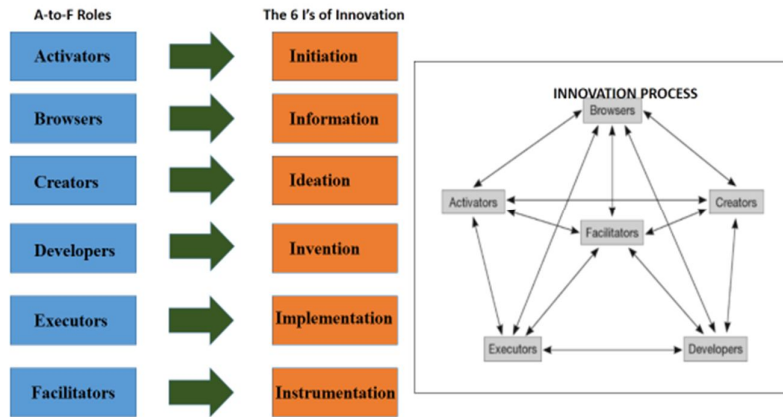 A-to-F Roles
The 6 I's of Innovation
Activators
Initiation
Browsers
Information
Creators
Ideation
Developers
Invention
Executors
Implementation
Facilitators
Instrumentation
INNOVATION PROCESS
Browsers
Activators
Creators
Facilitators
Executors
Developers